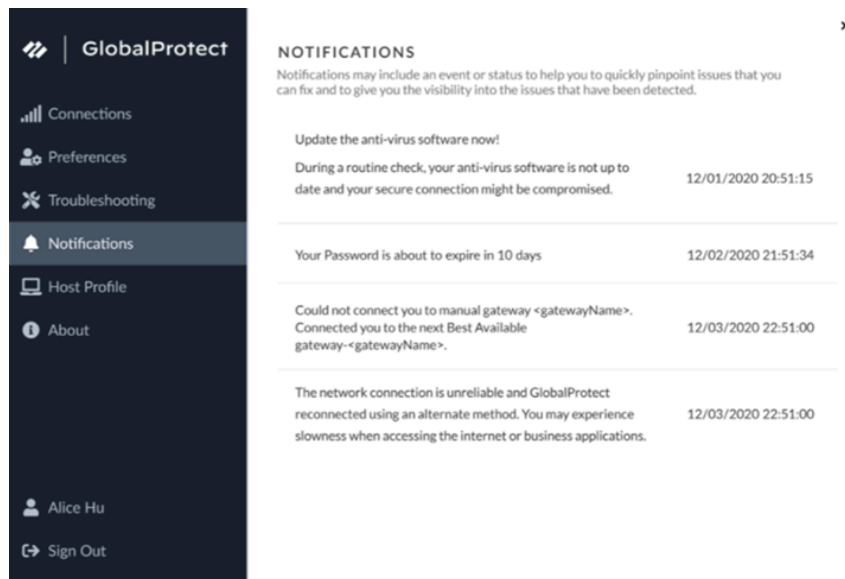 GlobalProtect
Connections
Preferences
Troubleshooting
Notifications
Host Profile
About
Alice Hu
Sign Out
NOTIFICATIONS
Notifications may include an event or status to help you to quickly pinpoint issues that you
can fix and to give you the visibility into the issues that have been detected.
Update the anti-virus software now!
During a routine check, your anti-virus software is not up to
date and your secure connection might be compromised.
12/01/2020 20:51:15
Your Password is about to expire in 10 days
12/02/2020 21:51:34
Could not connect you to manual gateway <gatewayName>.
Connected you to the next Best Available
gateway-<gatewayName>.
12/03/2020 22:51:00
The network connection is unreliable and GlobalProtect
reconnected using an alternate method. You may experience
slowness when accessing the internet or business applications.
12/03/2020 22:51:00